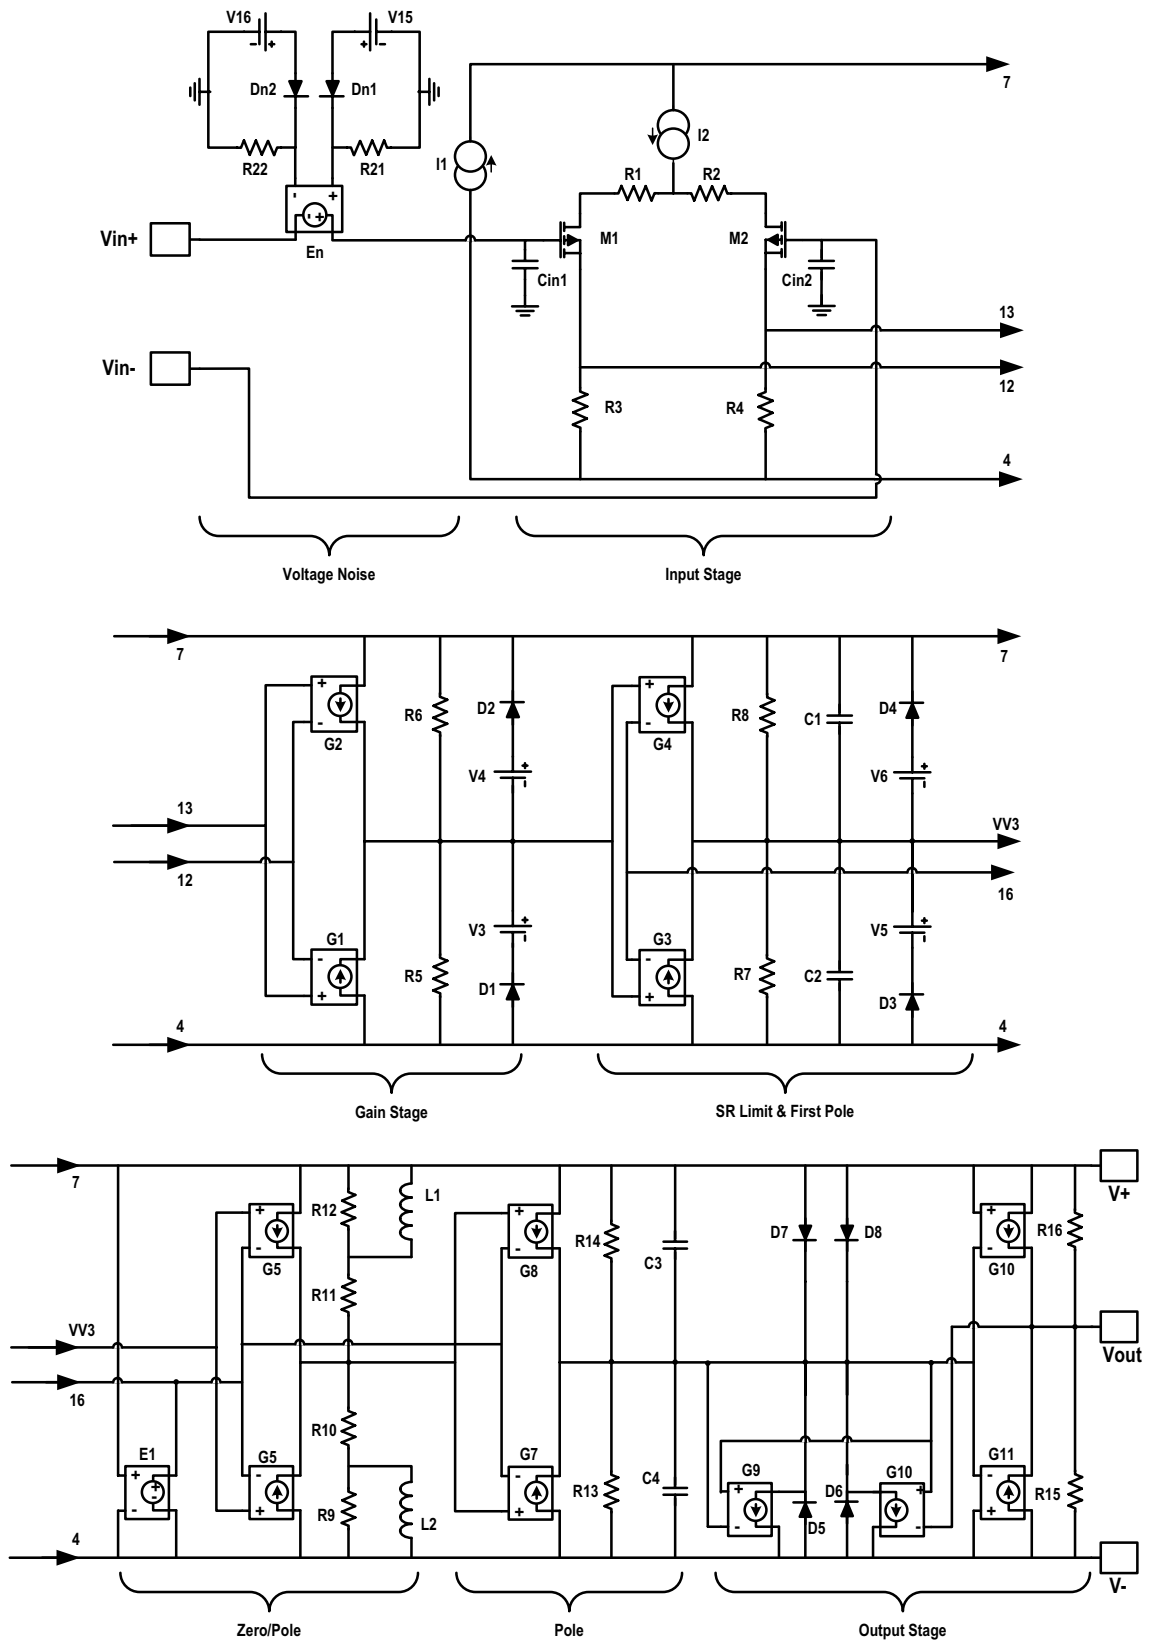 V16
V15
- +
+ -
Dn2
Dn1
R22
R21
- +
- +
En
Vin+
Vin-
I1
I2
7
R1
R2
M1
M2
Cin1
Cin2
13
12
R3
R4
4
Voltage Noise
Input Stage
7
7
+
-
G2
R6
D2
V4
+
-
+
-
G4
R8
C1
D4
V6
+
-
13
12
VV3
16
G1
-
+
R5
V3
+
-
D1
G3
-
+
R7
C2
V5
+
-
D3
4
4
Gain Stage
SR Limit & First Pole
7
V+
+
-
G5
R12
L1
R11
+
-
G8
R14
C3
D7
D8
+
-
G10
R16
VV3
16
Vout
E1
+
-
+
-
G5
-
+
R10
R9
L2
G7
-
+
R13
C4
G9
+
-
D5
D6
G10
+
-
G11
-
+
R15
4
V-
Zero/Pole
Pole
Output Stage